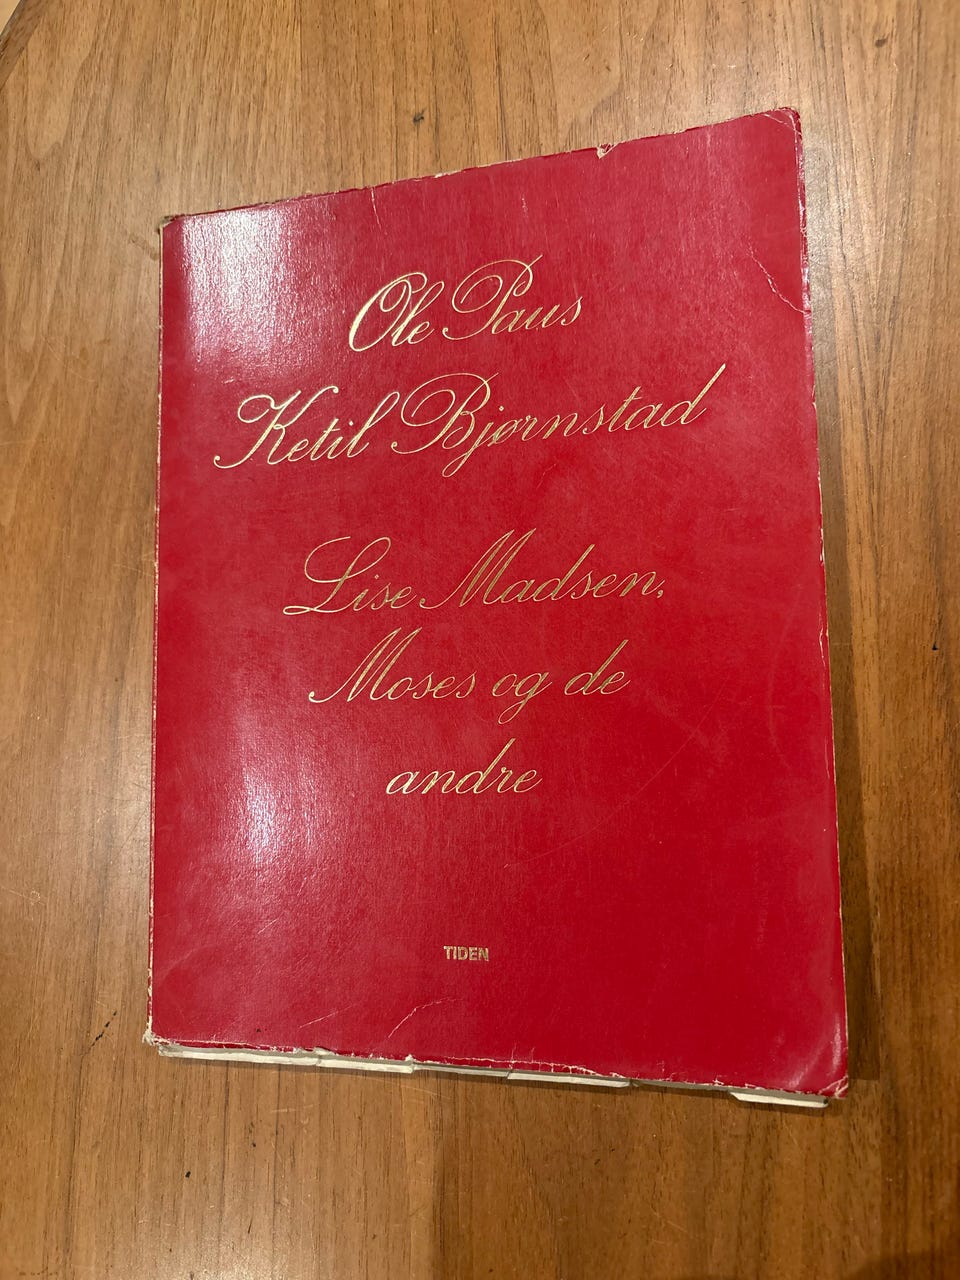 Ole Paus
Ketil Bjørnstad
Lise Madsen,
Moses og de
andre
TIDEN